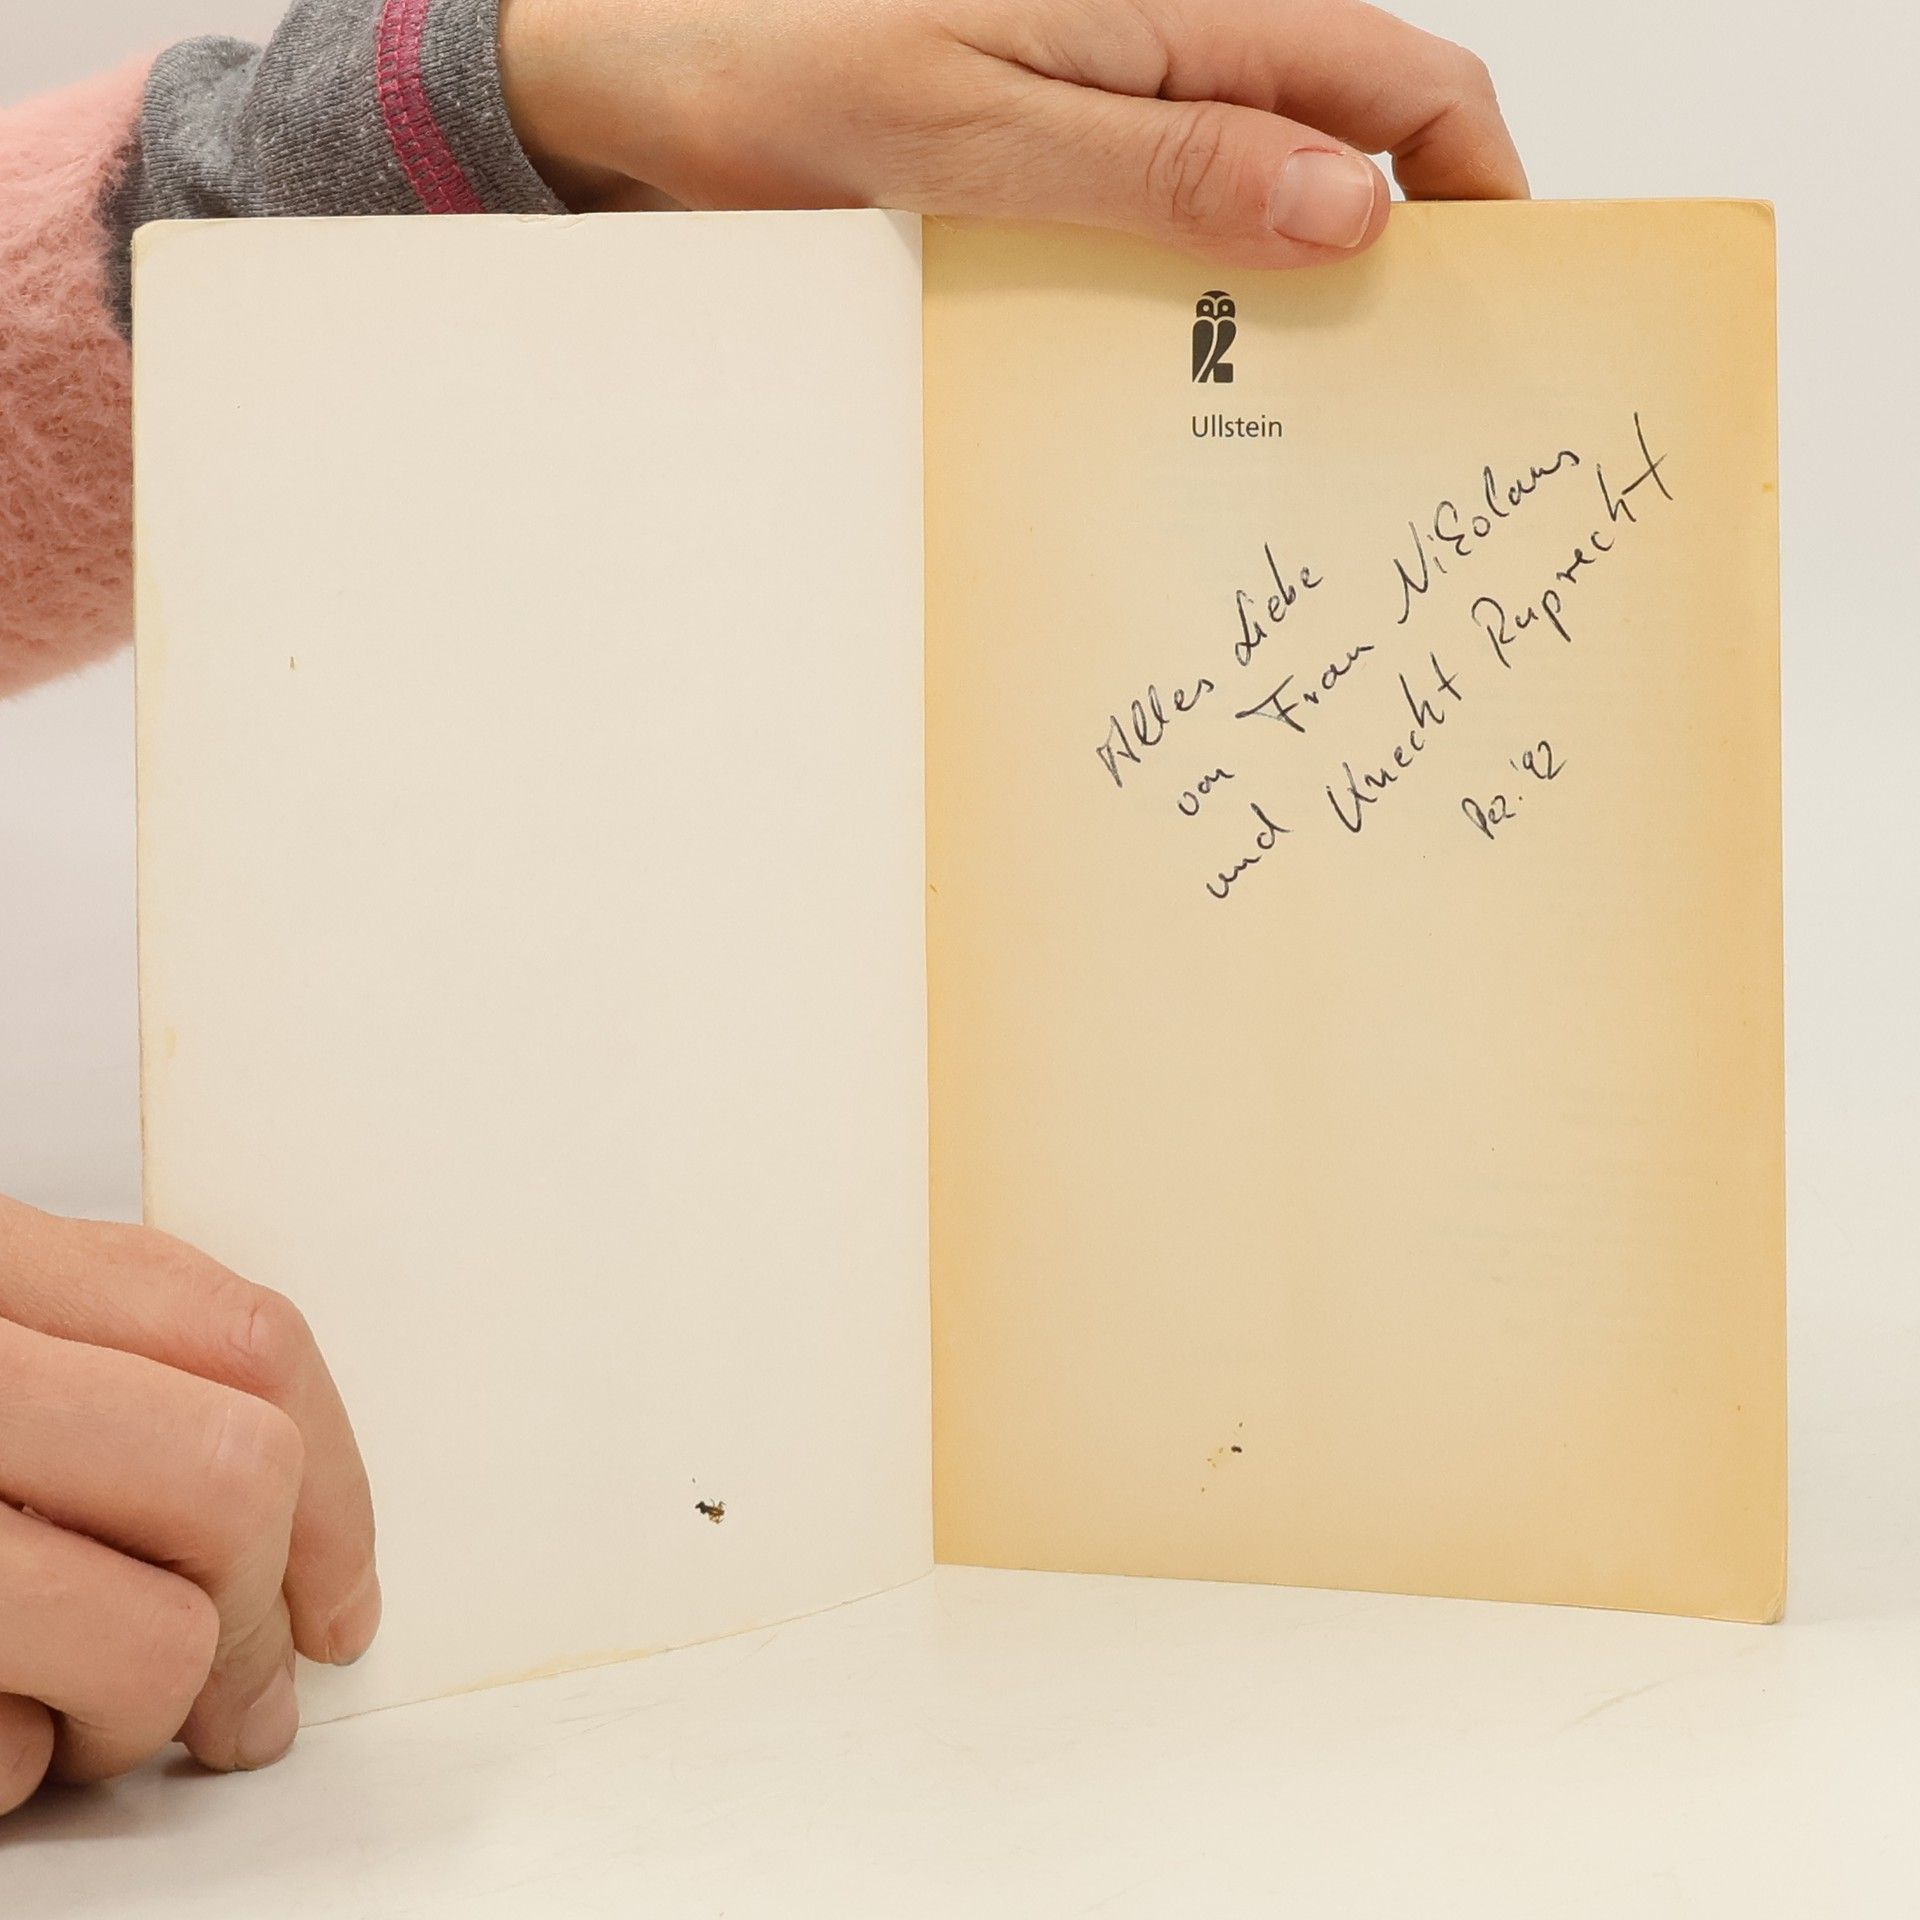 Ullstein
Alles Liebe
von Frau Nikolaus
und Knecht Ruprecht
Dez. '92